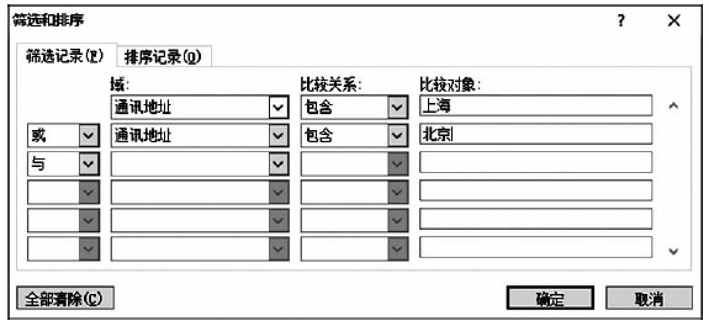 筛选和排序 ? ×
筛选记录(F) 排序记录(O)
域: 比较关系: 比较对象:
通讯地址 包含 上海
或 通讯地址 包含 北京
与
全部清除(C) 确定 取消